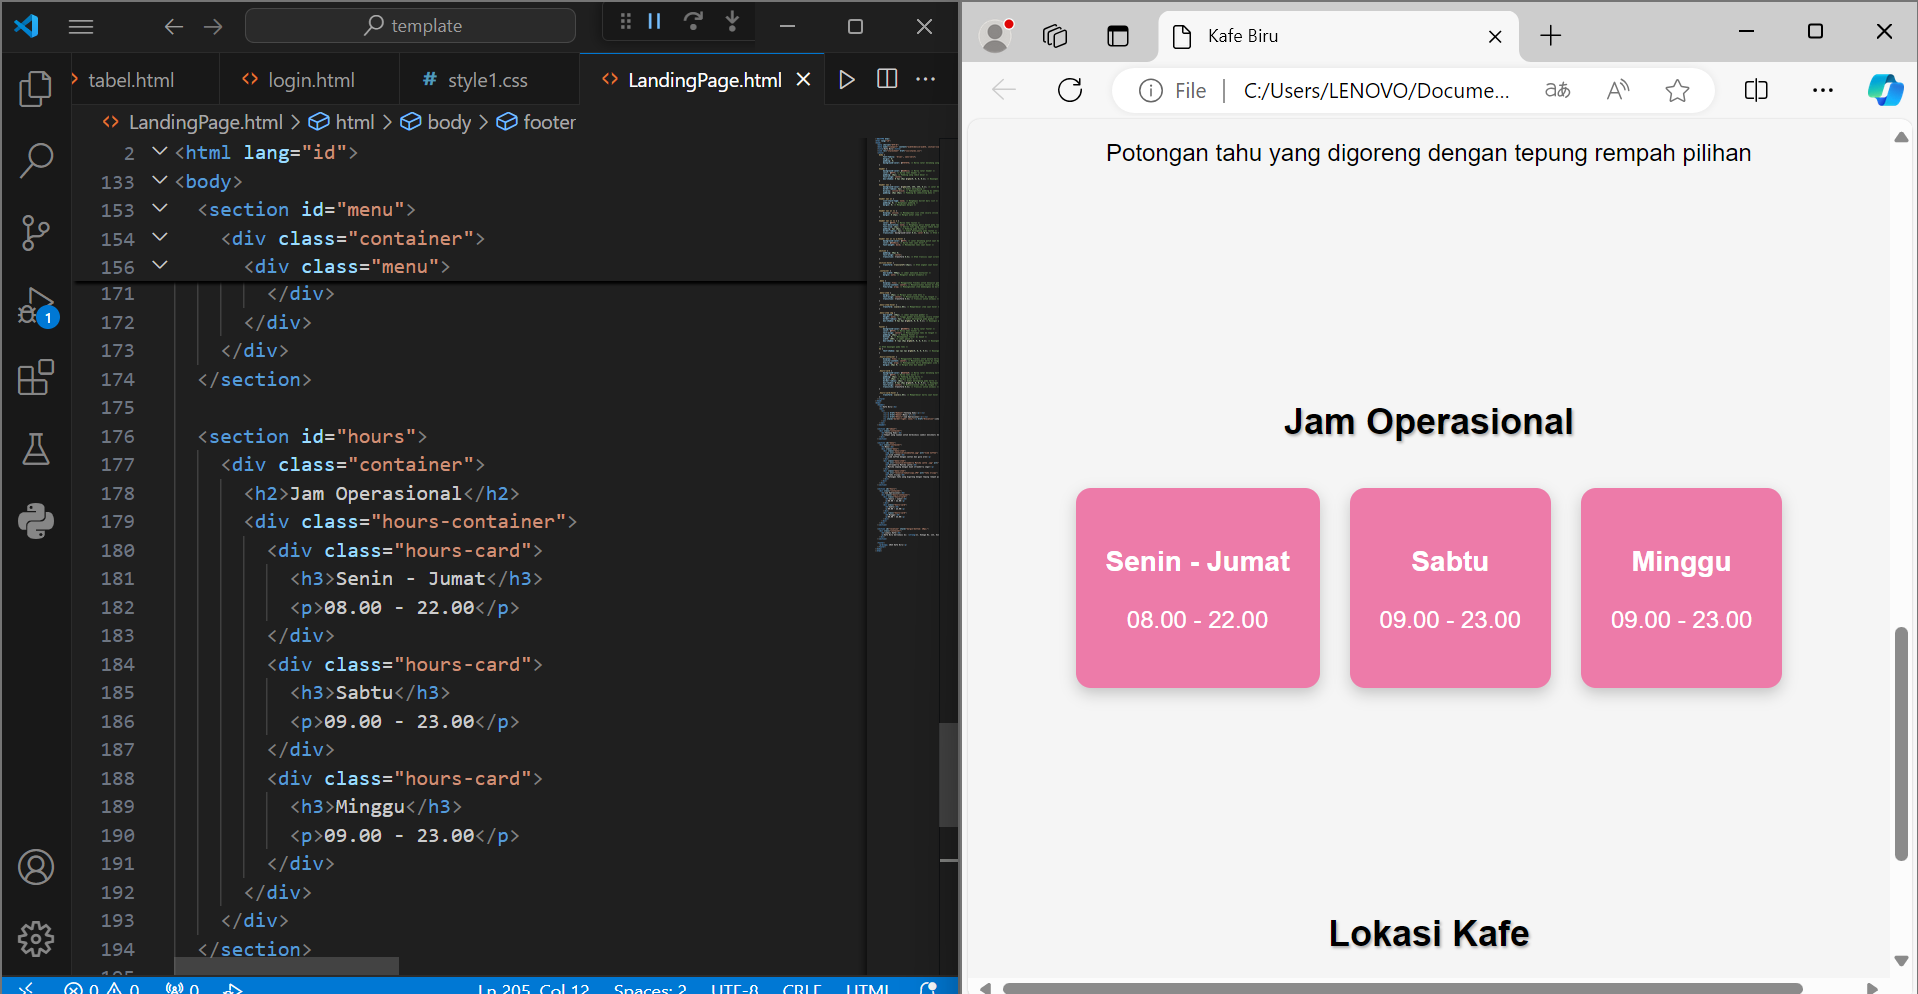 template
tabel.html
login.html
# style1.css
LandingPage.html
LandingPage.html > html > body > footer
2 <html lang="id">
133 <body>
153 <section id="menu">
154 <div class="container">
156 <div class="menu">
171 </div>
172 </div>
173 </div>
174 </section>
175
176 <section id="hours">
177 <div class="container">
178 <h2>Jam Operasional</h2>
179 <div class="hours-container">
180 <div class="hours-card">
181 <h3>Senin - Jumat</h3>
182 <p>08.00 - 22.00</p>
183 </div>
184 <div class="hours-card">
185 <h3>Sabtu</h3>
186 <p>09.00 - 23.00</p>
187 </div>
188 <div class="hours-card">
189 <h3>Minggu</h3>
190 <p>09.00 - 23.00</p>
191 </div>
192 </div>
193 </div>
194 </section>
195
1
0 0 0
Ln 205, Col 12
Spaces: 2
UTF-8
CRLF
HTML
Kafe Biru
File
C:/Users/LENOVO/Docume...
Potongan tahu yang digoreng dengan tepung rempah pilihan
Jam Operasional
Senin - Jumat
08.00 - 22.00
Sabtu
09.00 - 23.00
Minggu
09.00 - 23.00
Lokasi Kafe